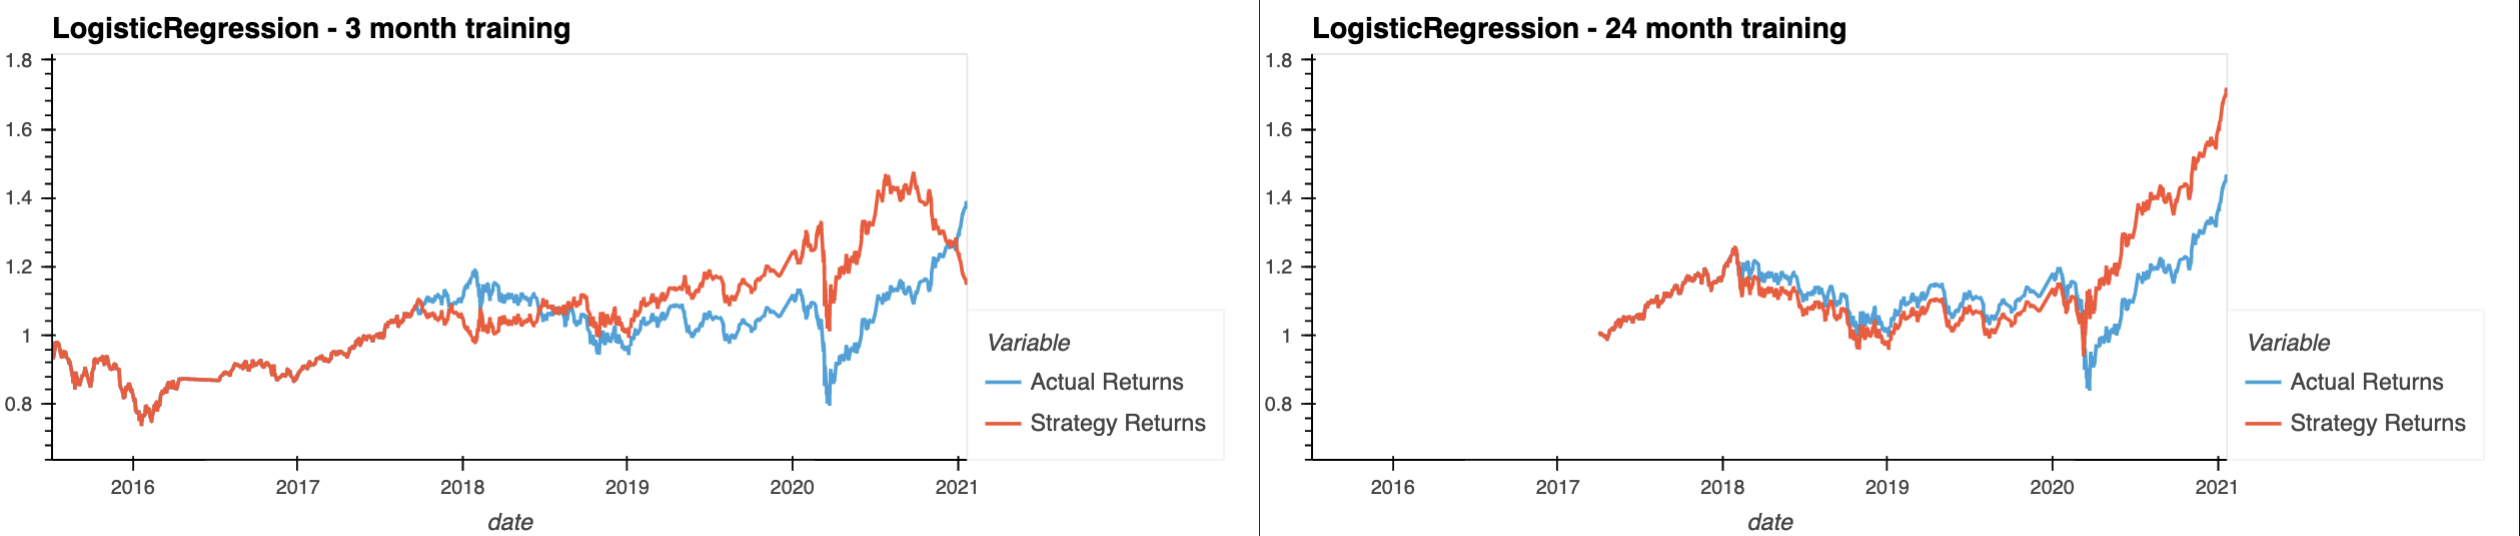 LogisticRegression - 3 month training
1.8
1.6
1.4
1.2
1
0.8
2016 2017 2018 2019 2020 2021
date
Variable
Actual Returns
Strategy Returns
LogisticRegression - 24 month training
1.8
1.6
1.4
1.2
1
0.8
2016 2017 2018 2019 2020 2021
date
Variable
Actual Returns
Strategy Returns